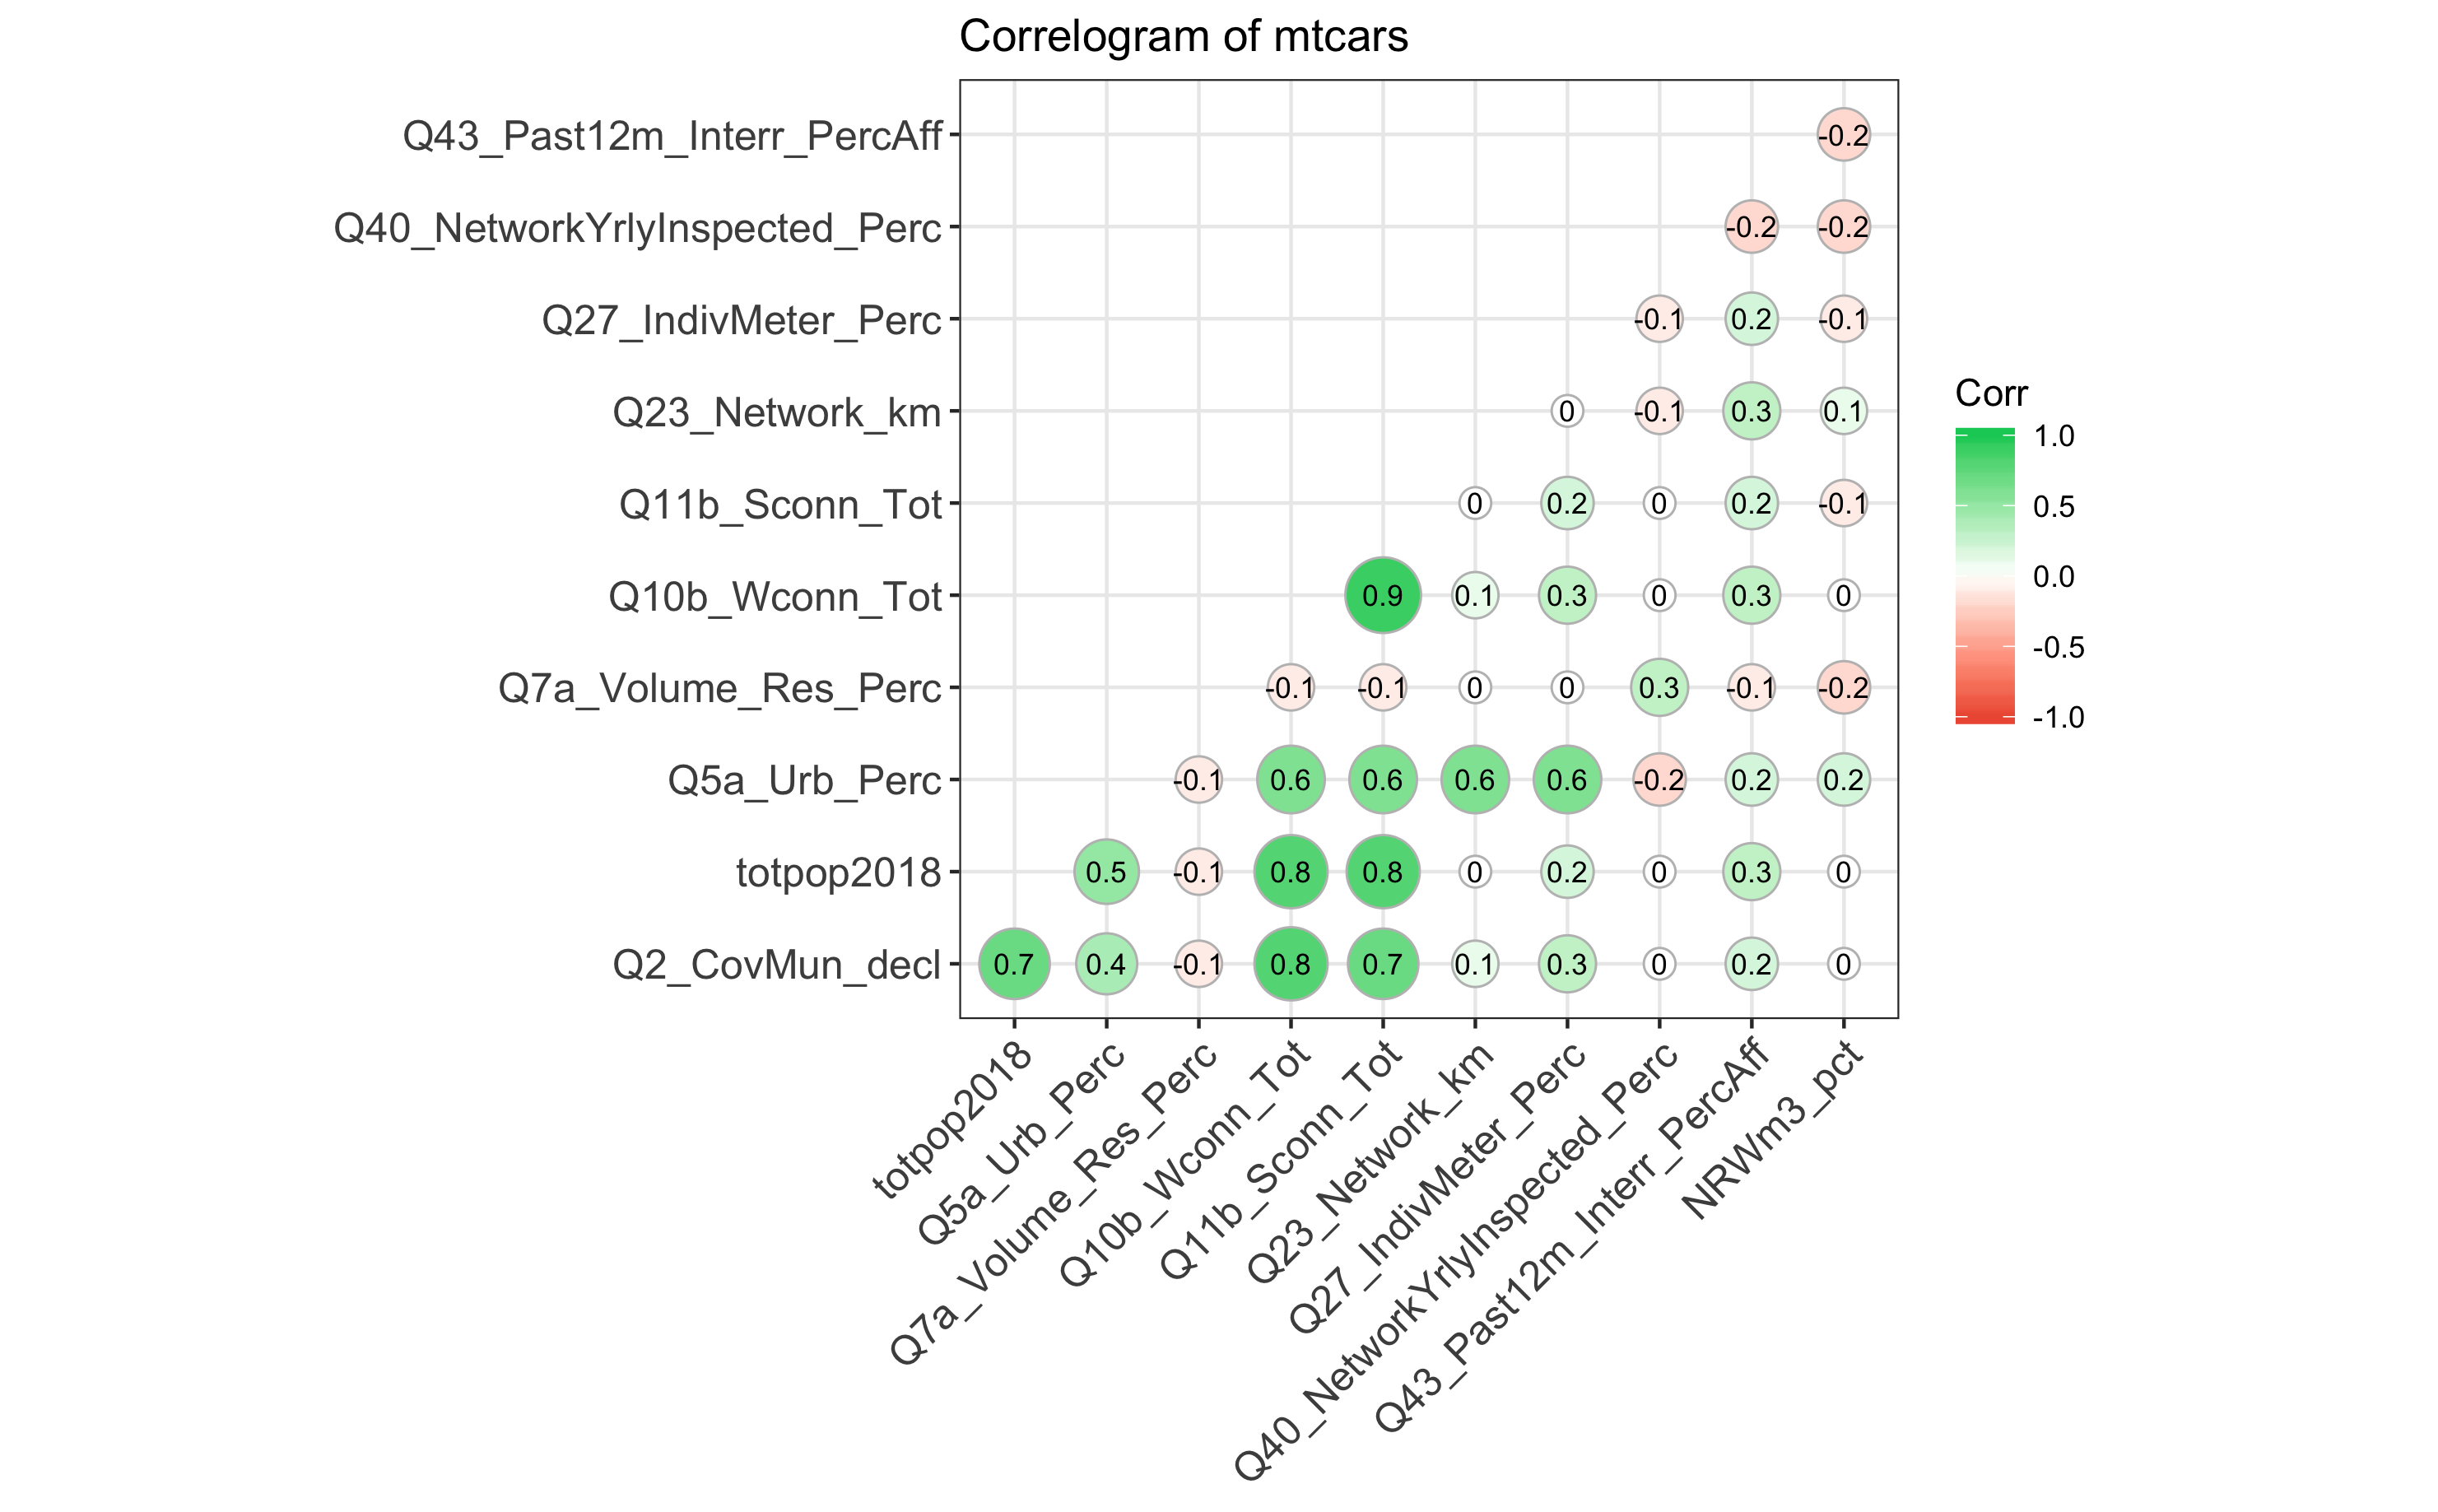 Correlogram of mtcars
Q43_Past12m_Interr_PercAff -0.2
Q40_NetworkYrlyInspected_Perc -0.2 -0.2
Q27_IndivMeter_Perc -0.1 0.2 -0.1
Q23_Network_km 0 -0.1 0.3 0.1
Q11b_Sconn_Tot 0 0.2 0 0.2 -0.1
Q10b_Wconn_Tot 0.9 0.1 0.3 0 0.3 0
Q7a_Volume_Res_Perc -0.1 -0.1 0 0 0.3 -0.1 -0.2
Q5a_Urb_Perc -0.1 0.6 0.6 0.6 0.6 -0.2 0.2 0.2
totpop2018 0.5 -0.1 0.8 0.8 0 0.2 0 0.3 0
Q2_CovMun_decl 0.7 0.4 -0.1 0.8 0.7 0.1 0.3 0 0.2 0
totpop2018
Q5a_Urb_Perc
Q7a_Volume_Res_Perc
Q10b_Wconn_Tot
Q11b_Sconn_Tot
Q23_Network_km
Q27_IndivMeter_Perc
Q40_NetworkYrlyInspected_Perc
Q43_Past12m_Interr_PercAff
NRWm3_pct
Corr
1.0
0.5
0.0
-0.5
-1.0